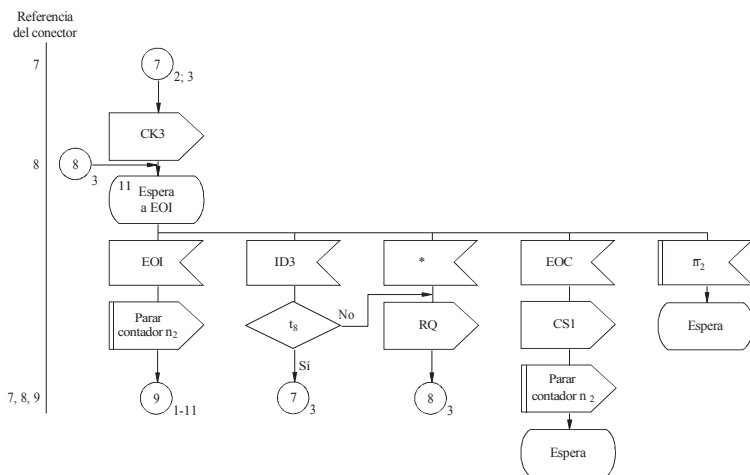 Referencia
del conector
7
7
2; 3
CK3
8
8
3
11
Espera
a EOI
EOI
ID3
*
EOC
n̅₂
Parar
contador n₂
t₈
No
RQ
CS1
Espera
Sí
7, 8, 9
9
1-11
7
3
8
3
Parar
contador n ₂
Espera